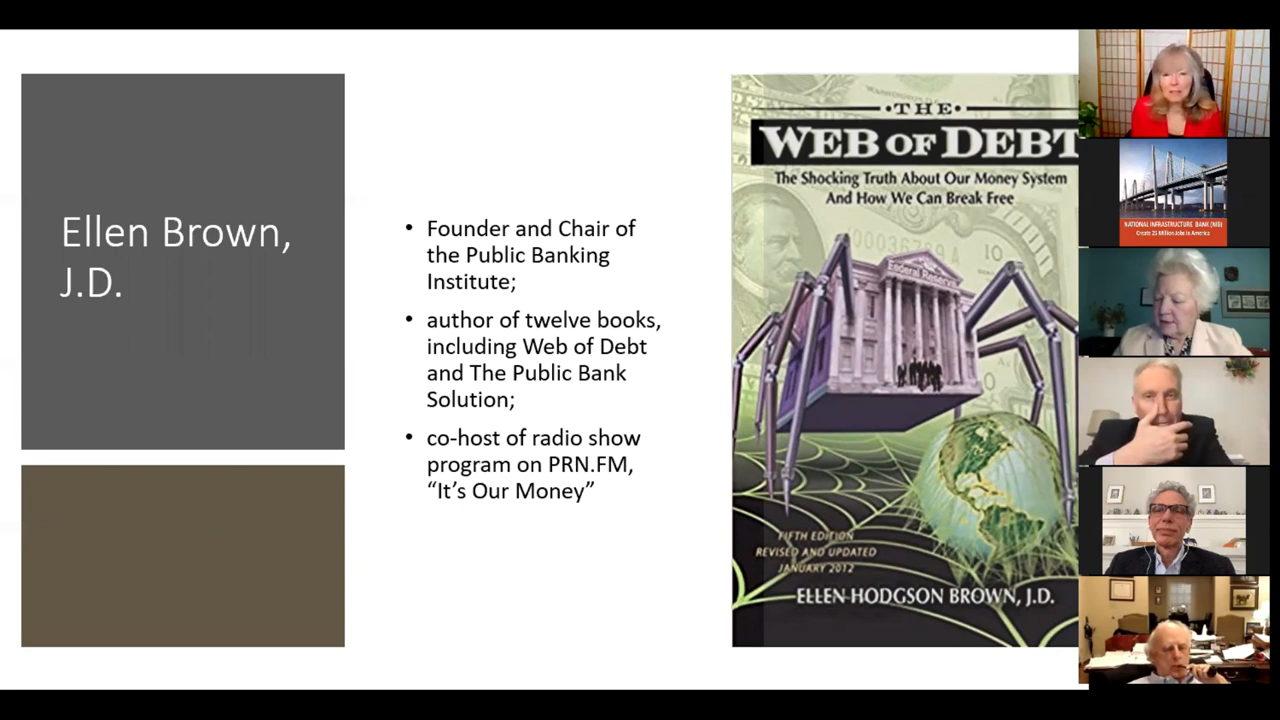 Ellen Brown,
J.D.
• Founder and Chair of
the Public Banking
Institute;
• author of twelve books,
including Web of Debt
and The Public Bank
Solution;
• co-host of radio show
program on PRN.FM,
“It’s Our Money”
•THE•
WEB OF DEBT
The Shocking Truth About Our Money System
And How We Can Break Free
10
Federal Reserve
FIFTH EDITION
REVISED AND UPDATED
JANUARY 2012
ELLEN HODGSON BROWN, J.D.
NATIONAL INFRASTRUCTURE BANK (NIB)
Create 25 Million Jobs in America